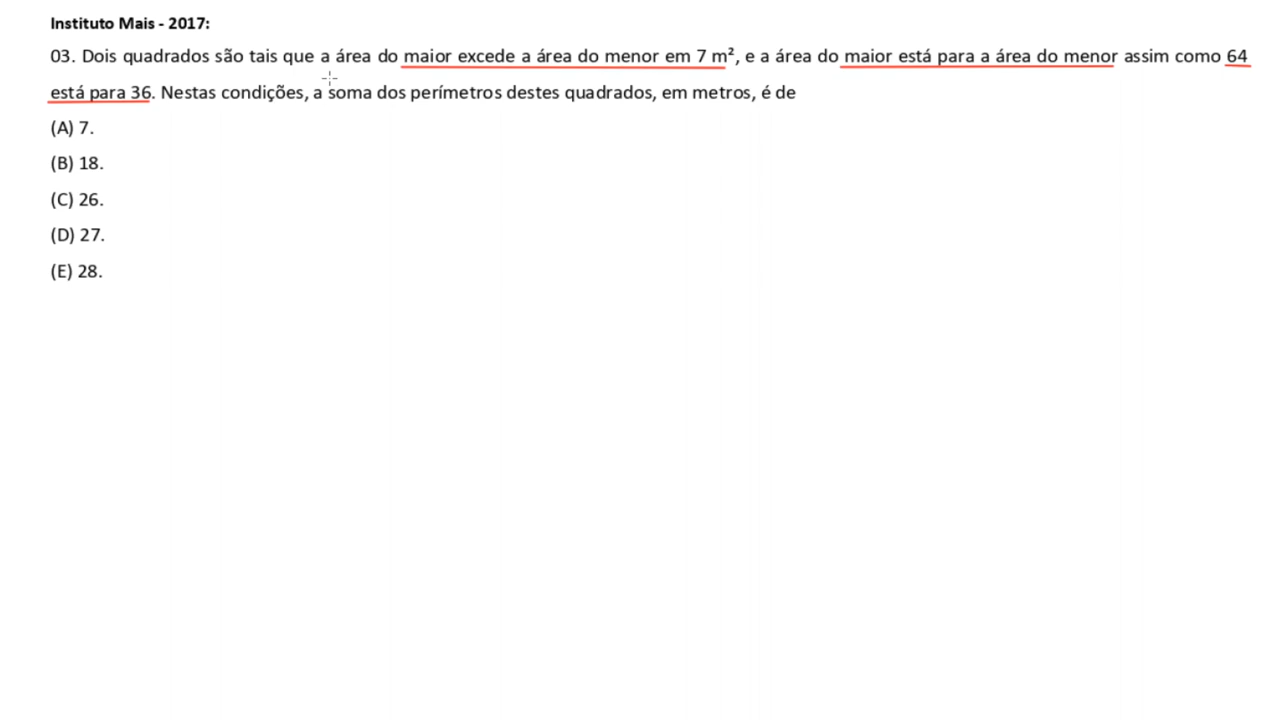 Instituto Mais - 2017:
03. Dois quadrados são tais que a área do maior excede a área do menor em 7 m², e a área do maior está para a área do menor assim como 64
está para 36. Nestas condições, a soma dos perímetros destes quadrados, em metros, é de
(A) 7.
(B) 18.
(C) 26.
(D) 27.
(E) 28.